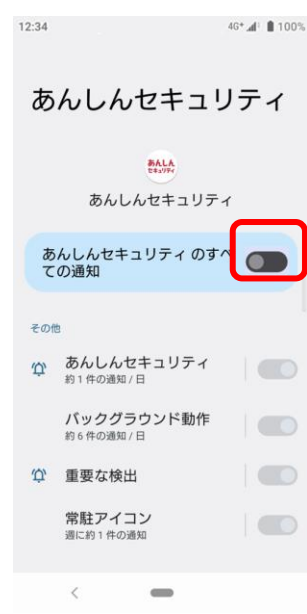 12:34
4G+ 100%
あんしんセキュリティ
あんしん
セキュリティ
あんしんセキュリティ
あんしんセキュリティ のすべ
ての通知
その他
あんしんセキュリティ
約 1 件の通知 / 日
バックグラウンド動作
約 6 件の通知 / 日
重要な検出
常駐アイコン
週に約 1 件の通知